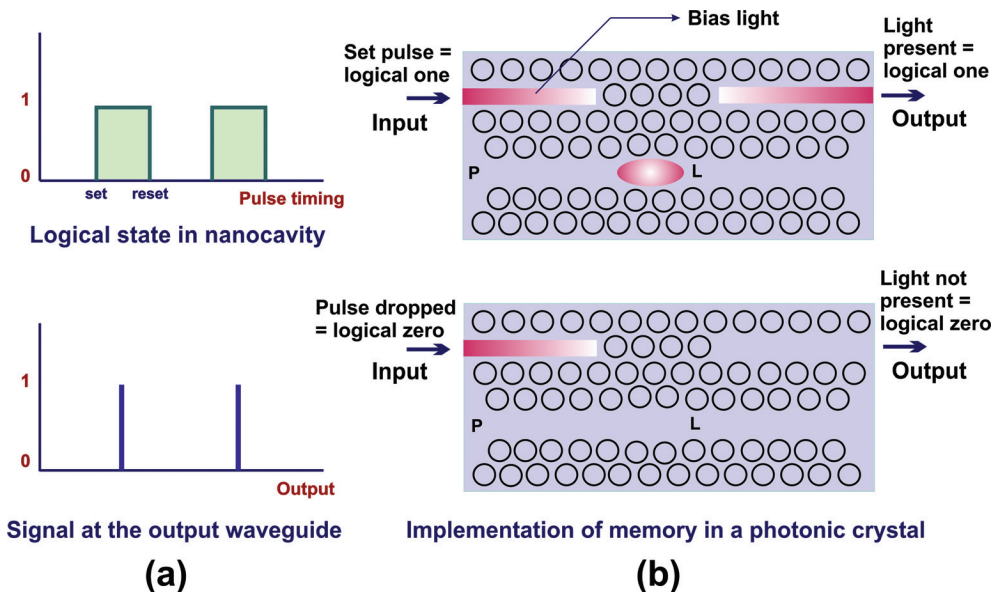 1
0
set
reset
Pulse timing
Logical state in nanocavity
1
0
Output
Signal at the output waveguide
(a)
Bias light
Set pulse =
logical one
Input
Light
present =
logical one
Output
P
L
Pulse dropped
= logical zero
Input
Light not
present =
logical zero
Output
P
L
Implementation of memory in a photonic crystal
(b)